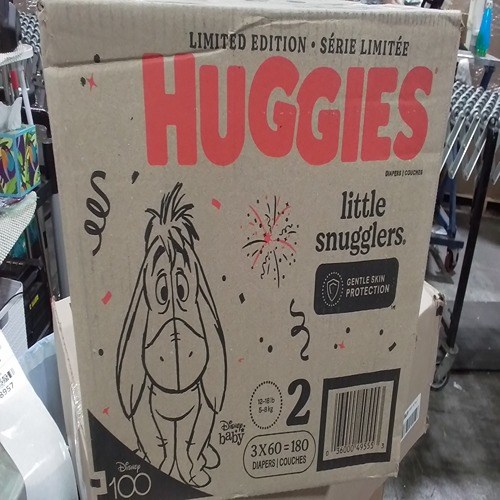 LIMITED EDITION • SÉRIE LIMITÉE
HUGGIES
DIAPERS | COUCHES
little
snugglers.
GENTLE SKIN
PROTECTION
12-18 lb
5-8 kg
2
Disney
baby
3X60=180
DIAPERS | COUCHES
Disney
100
8957